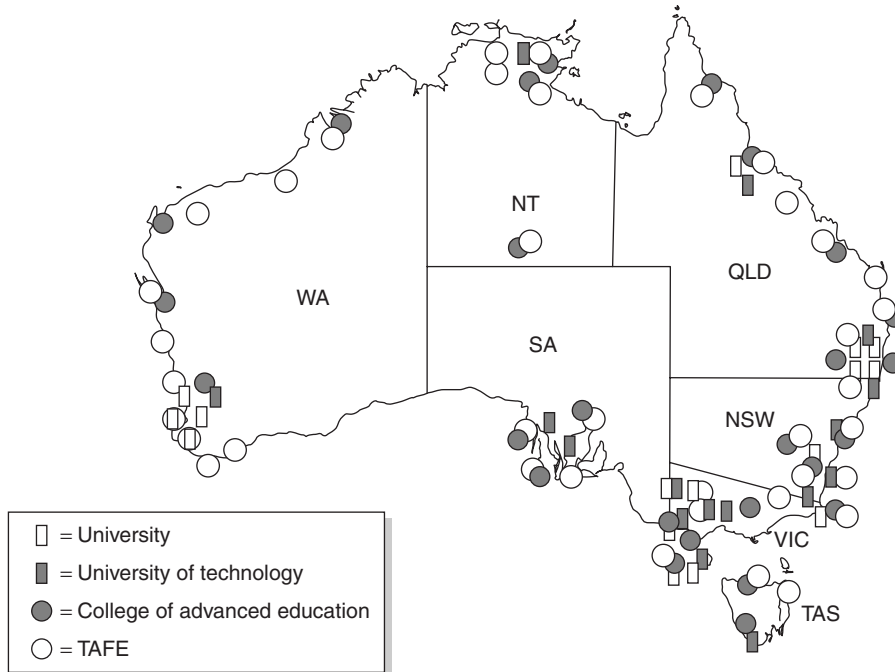 NT
QLD
WA
SA
NSW
VIC
TAS
= University
= University of technology
= College of advanced education
= TAFE